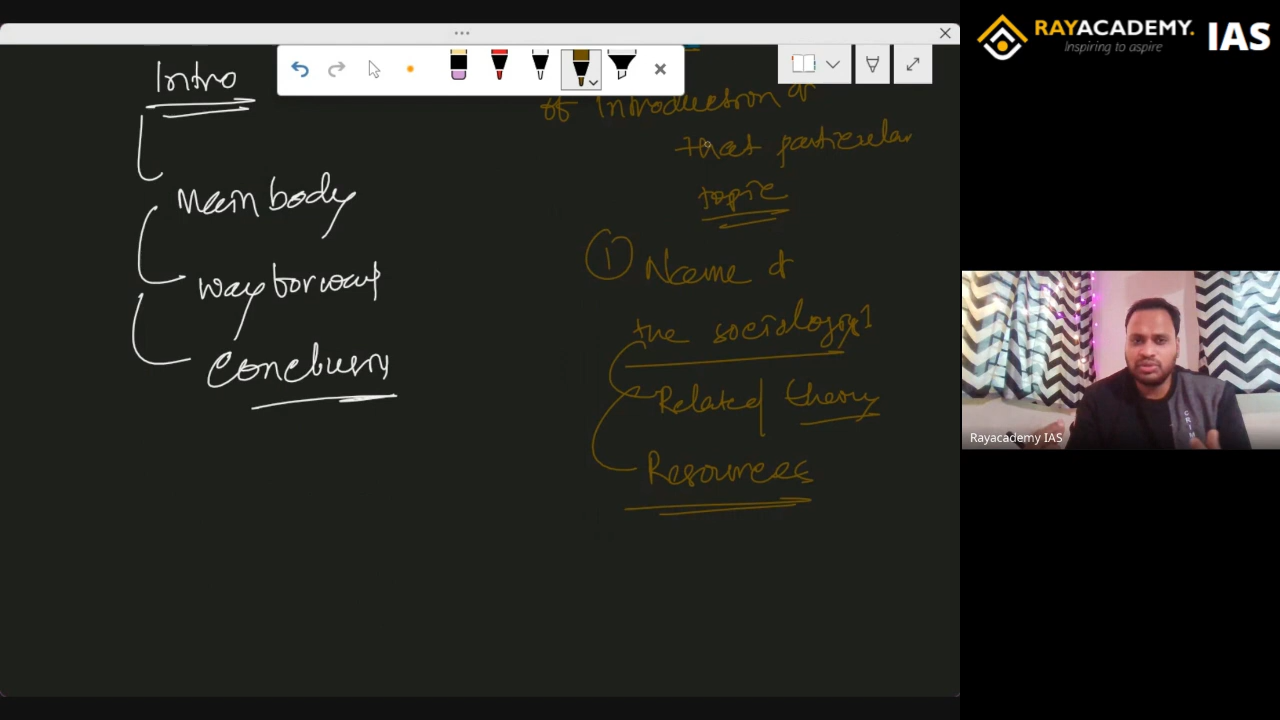 Intro
Main body
way forward
Conclusion
of Introduction of
that particular
topic
① Name of
the sociologist
Related theory
Resources
RAYACADEMY.
Inspiring to aspire
IAS
CRIM
Rayacademy IAS